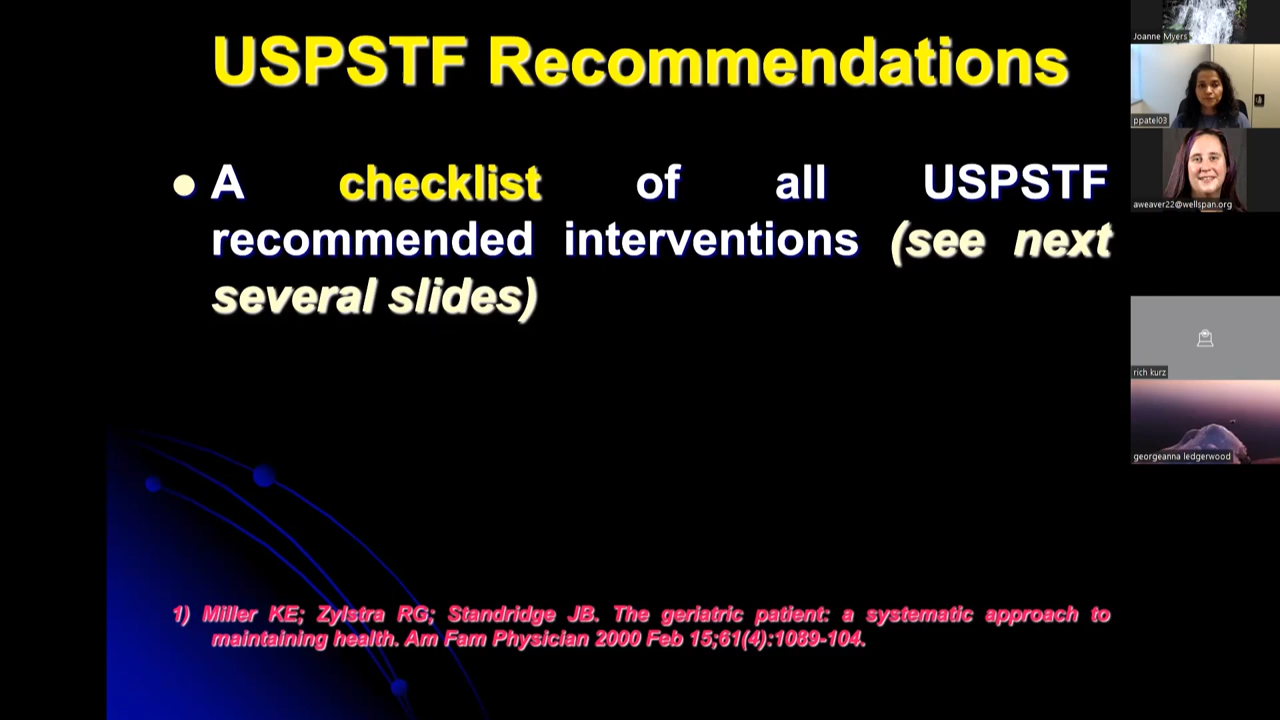 USPSTF Recommendations
A checklist of all USPSTF
recommended interventions (see next
several slides)
1) Miller KE; Zylstra RG; Standridge JB. The geriatric patient: a systematic approach to
maintaining health. Am Fam Physician 2000 Feb 15;61(4):1089-104.
Joanne Myers
ppatel03
aweaver22@wellspan.org
rich kurz
georgeanna ledgerwood